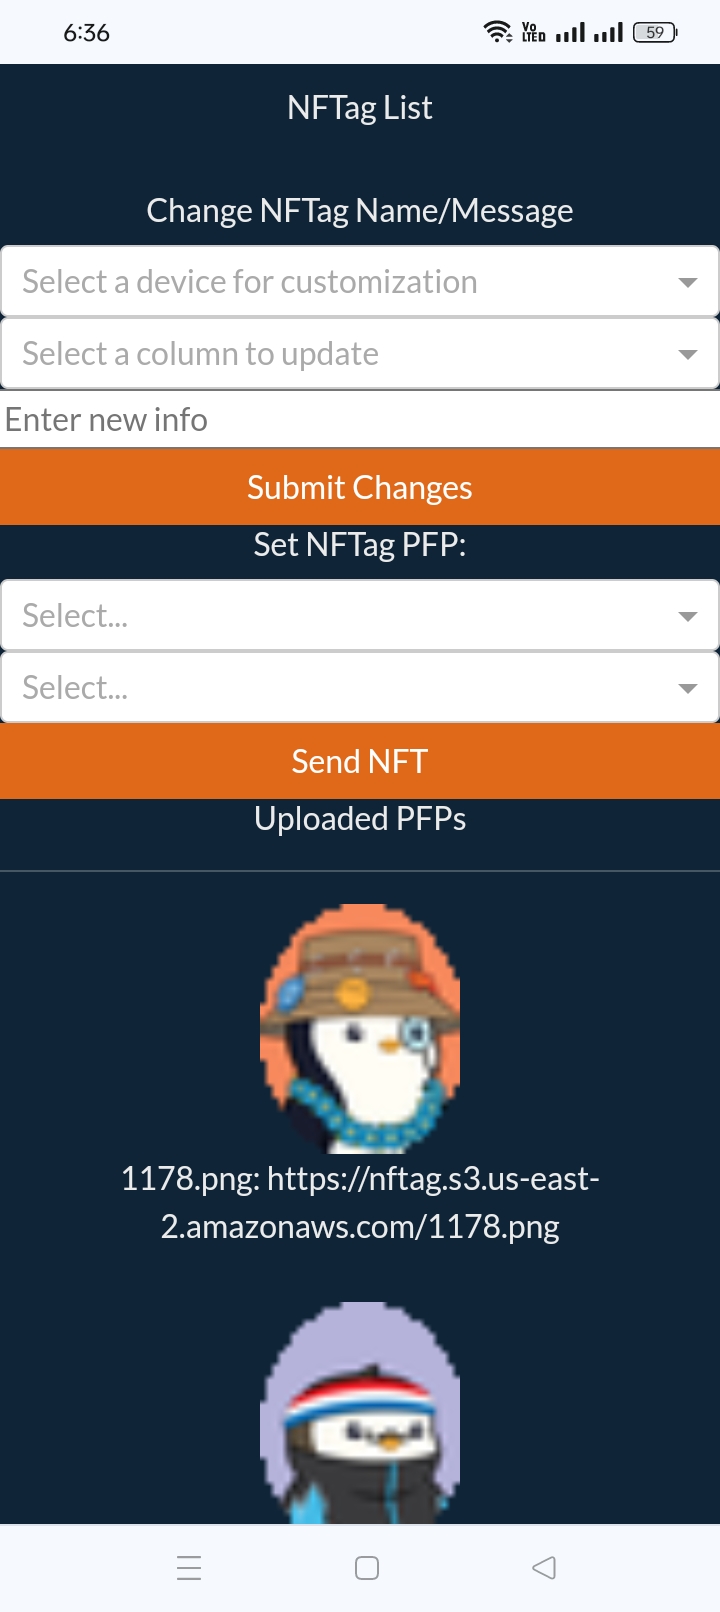 6:36
Vo
LTED
59
NFTag List
Change NFTag Name/Message
Select a device for customization
Select a column to update
Enter new info
Submit Changes
Set NFTag PFP:
Select...
Select...
Send NFT
Uploaded PFPs
1178.png: https://nftag.s3.us-east-
2.amazonaws.com/1178.png